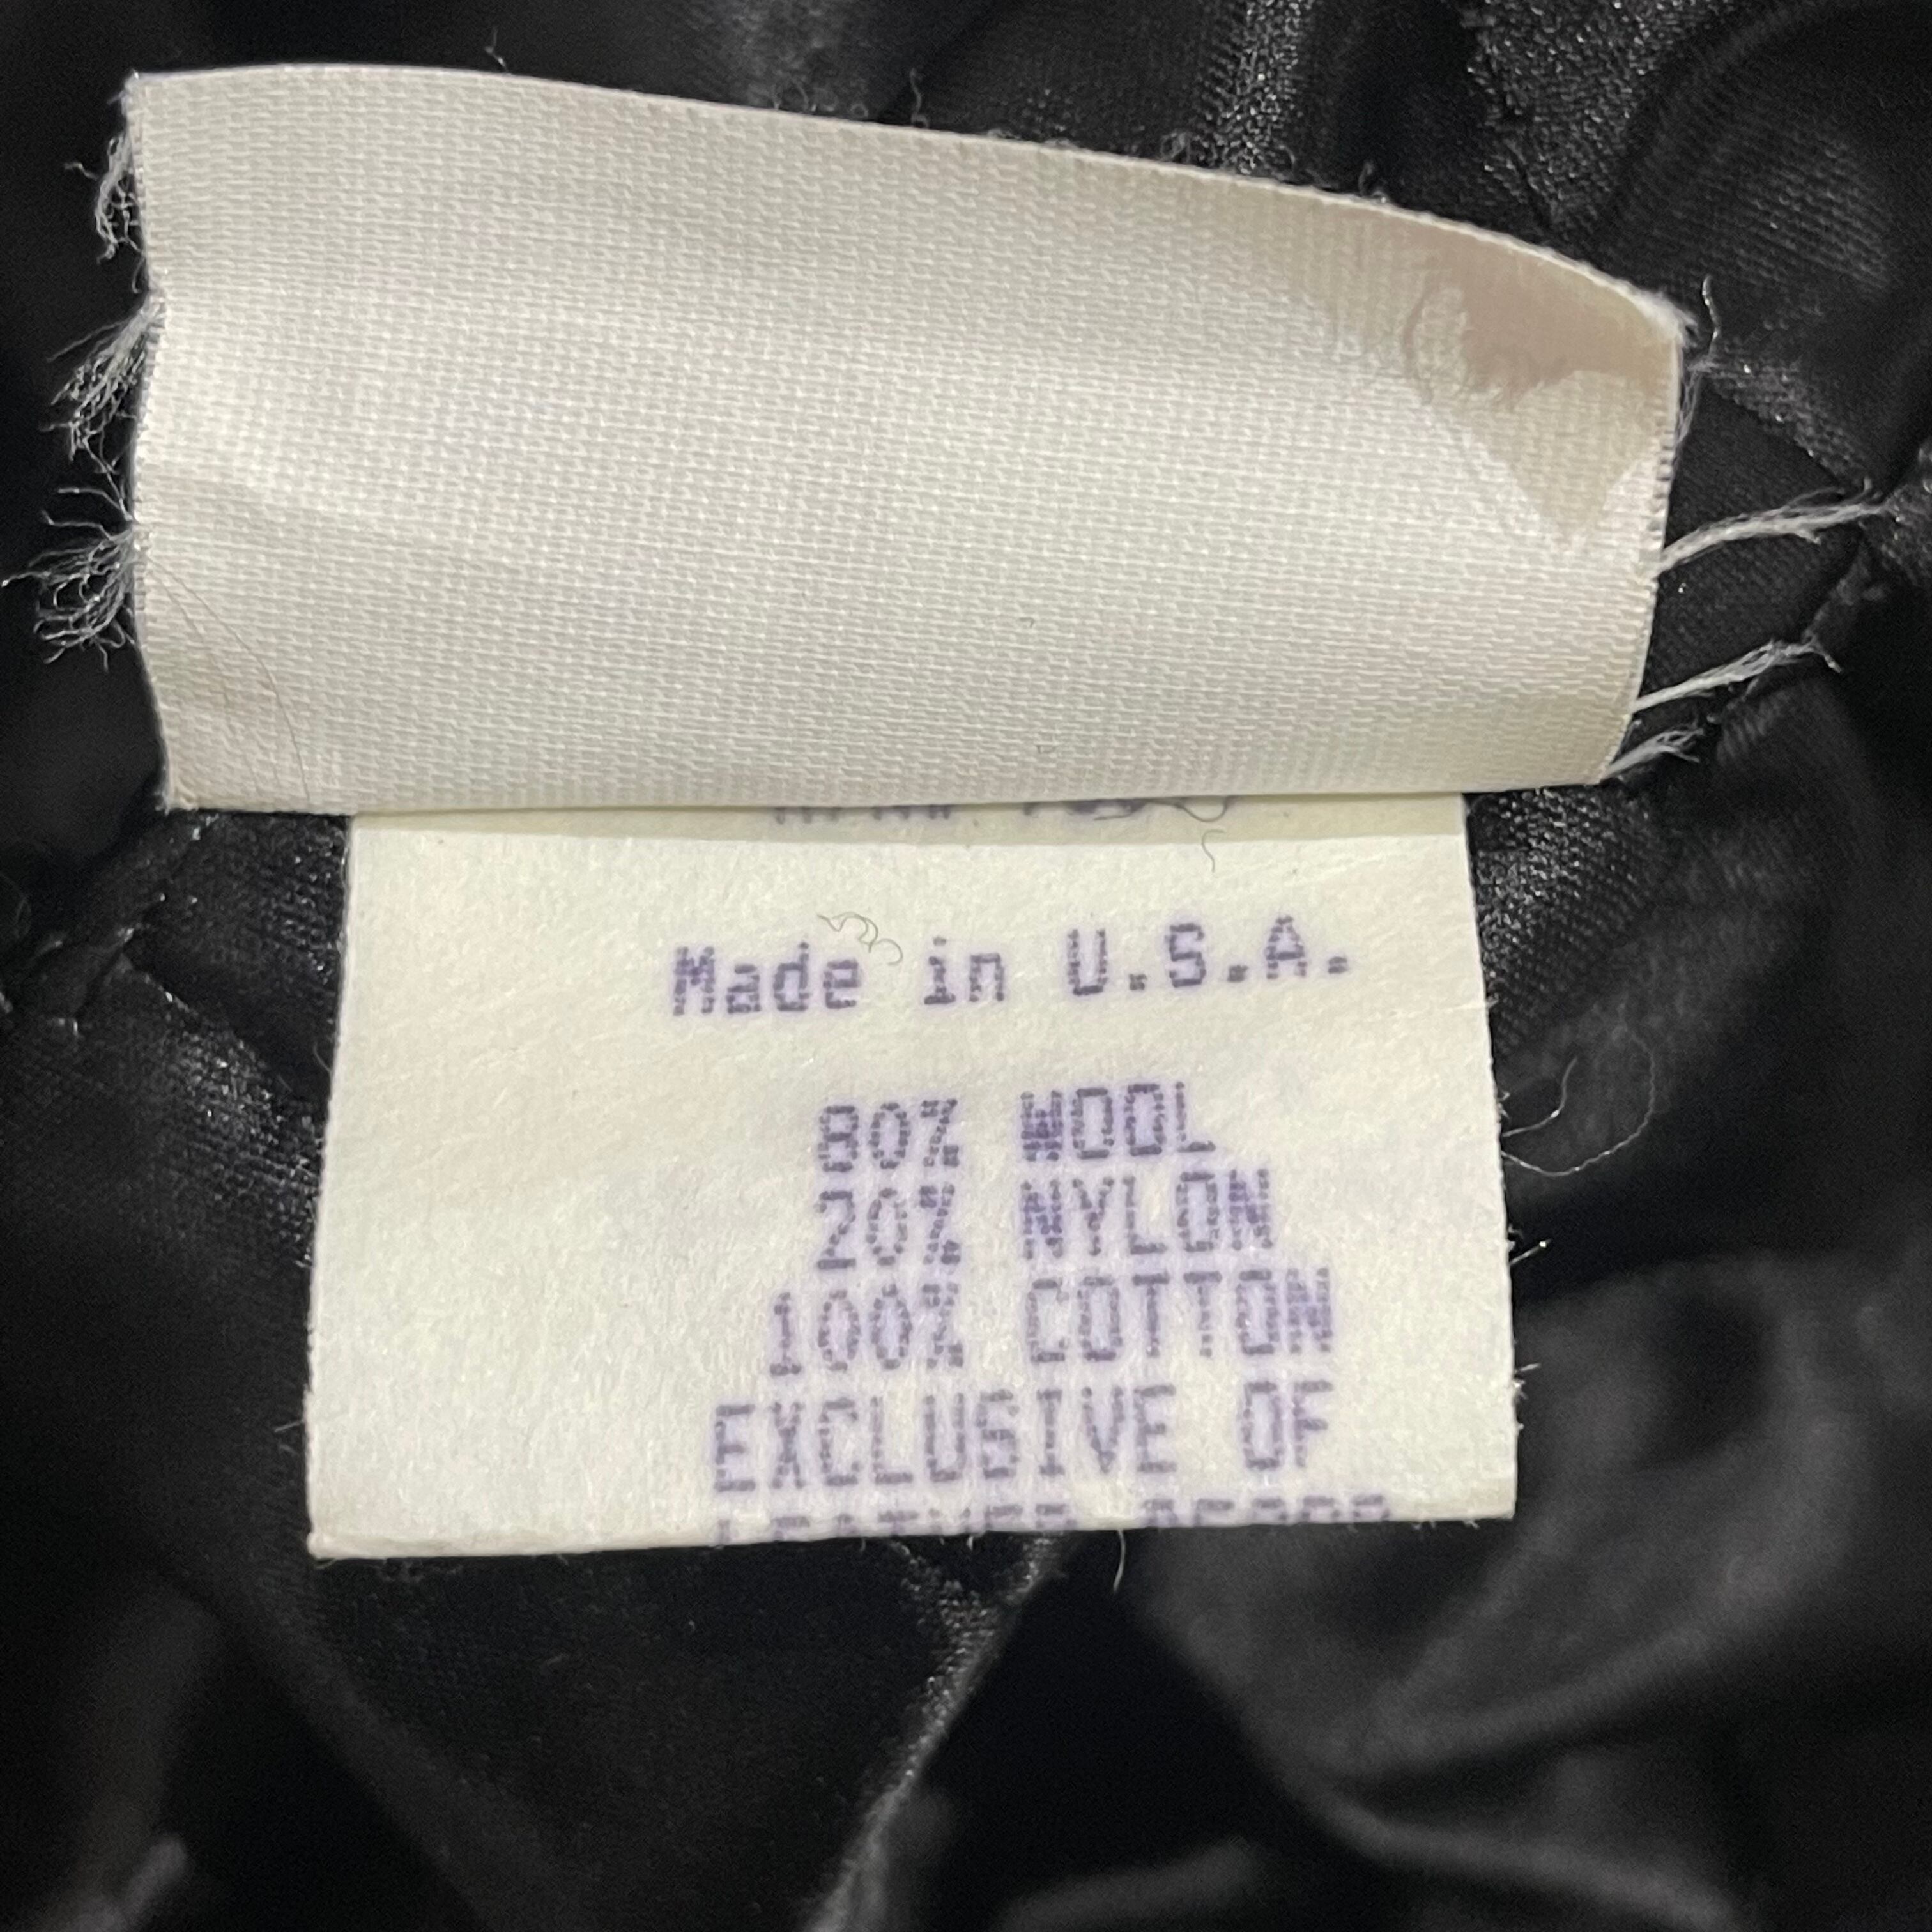 Made in U.S.A.
80% WOOL
20% NYLON
100% COTTON
EXCLUSIVE OF